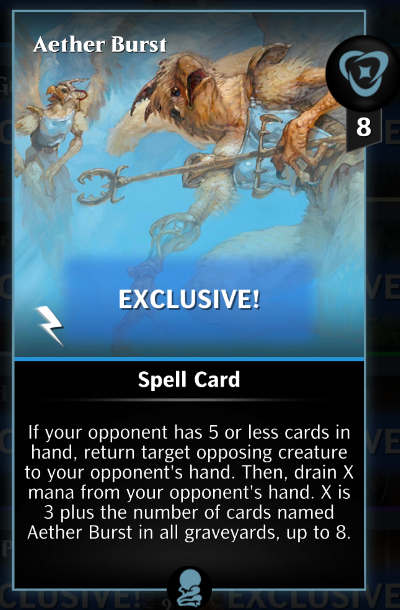 Aether Burst
8
EXCLUSIVE!
Spell Card
If your opponent has 5 or less cards in
hand, return target opposing creature
to your opponent's hand. Then, drain X
mana from your opponent's hand. X is
3 plus the number of cards named
Aether Burst in all graveyards, up to 8.